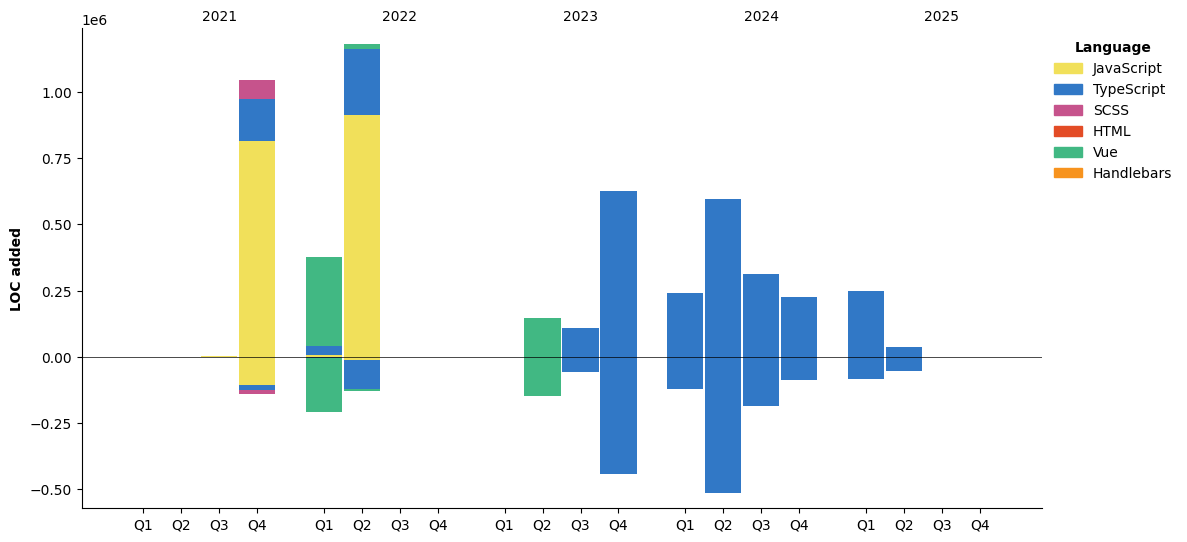 2021 2022 2023 2024 2025
1e6
Language
JavaScript
TypeScript
SCSS
HTML
Vue
Handlebars
LOC added
1.00
0.75
0.50
0.25
0.00
−0.25
−0.50
Q1 Q2 Q3 Q4 Q1 Q2 Q3 Q4 Q1 Q2 Q3 Q4 Q1 Q2 Q3 Q4 Q1 Q2 Q3 Q4